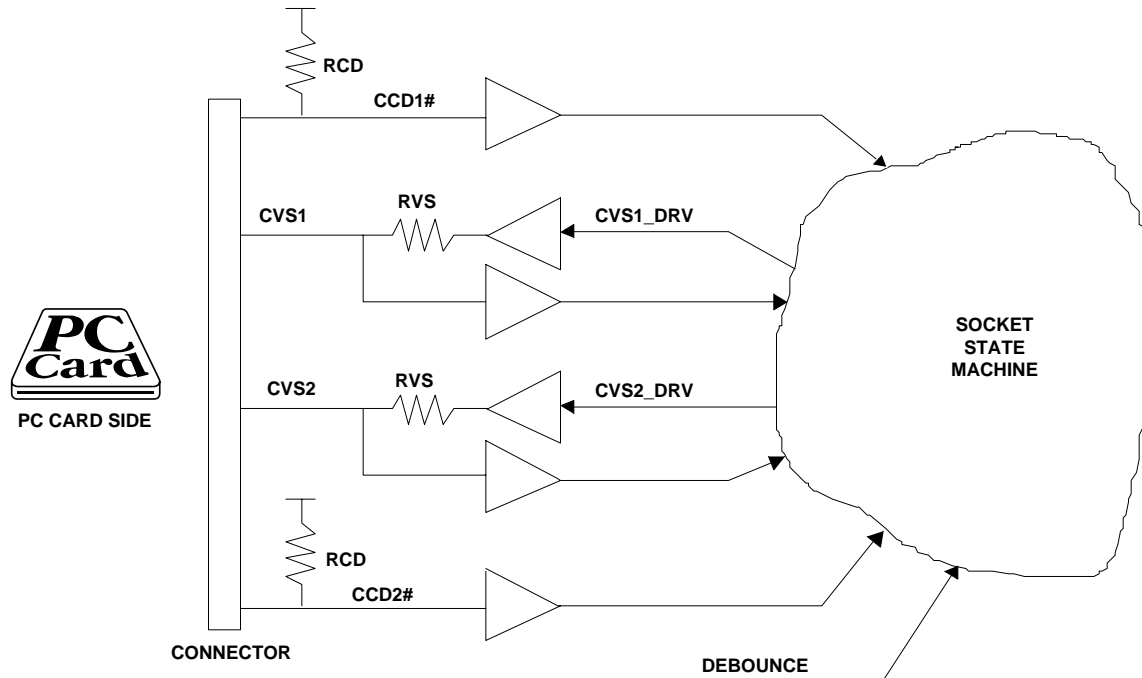 RCD
CCD1#
RVS
CVS1
CVS1_DRV
SOCKET
STATE
MACHINE
PC
Card
PC CARD SIDE
RVS
CVS2
CVS2_DRV
RCD
CCD2#
CONNECTOR
DEBOUNCE